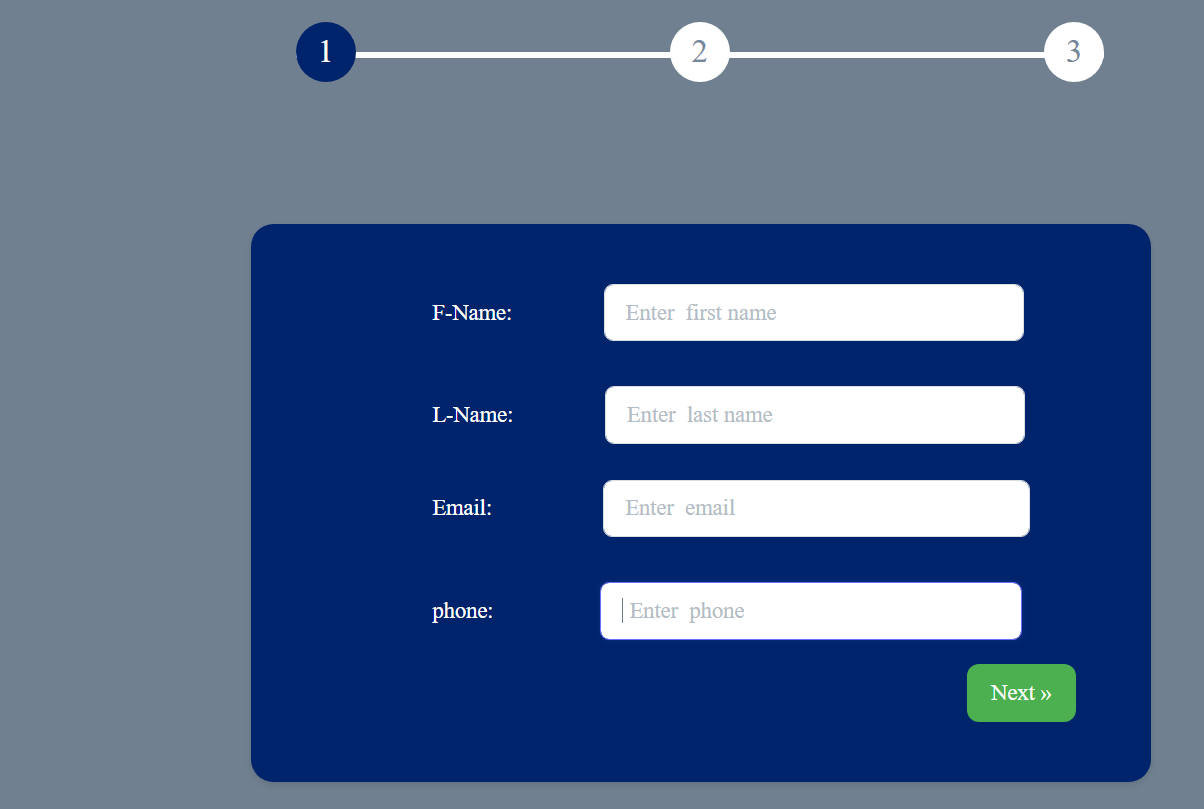 1 2 3
F-Name: Enter  first name
L-Name: Enter  last name
Email: Enter  email
phone: Enter  phone
Next »